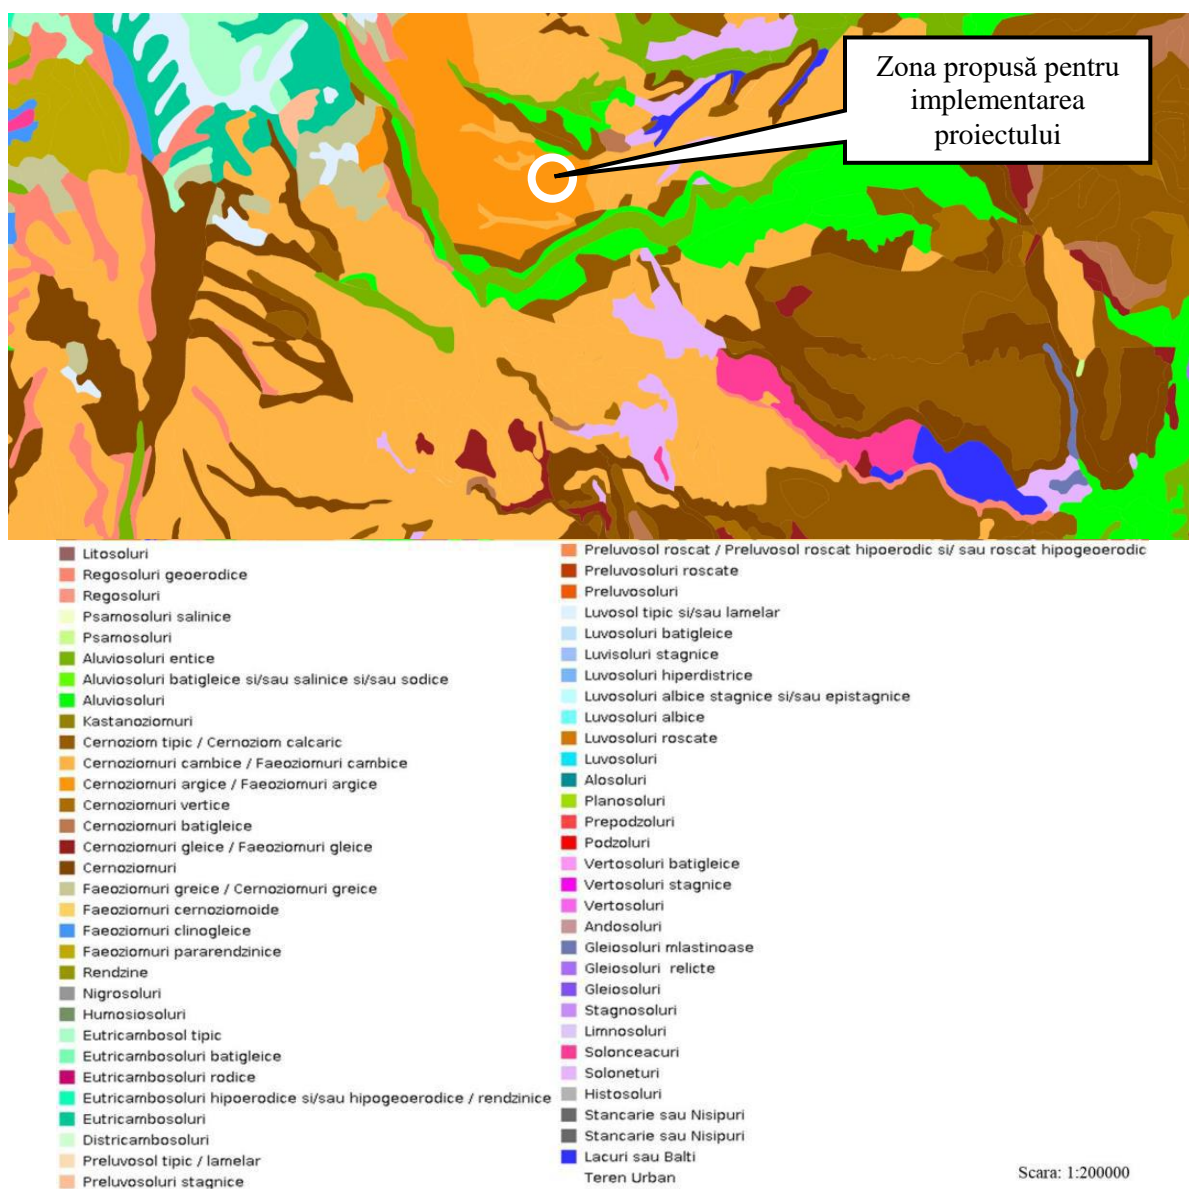 Zona propusă pentru
implementarea
proiectului
Litosoluri
Regosoluri geoerodice
Regosoluri
Psamosoluri salinice
Psamosoluri
Aluviosoluri entice
Aluviosoluri batigleice si/sau salinice si/sau sodice
Aluviosoluri
Kastanoziomuri
Cernoziom tipic / Cernoziom calcaric
Cernoziomuri cambice / Faeoziomuri cambice
Cernoziomuri argice / Faeoziomuri argice
Cernoziomuri vertice
Cernoziomuri batigleice
Cernoziomuri gleice / Faeoziomuri gleice
Cernoziomuri
Faeoziomuri greice / Cernoziomuri greice
Faeoziomuri cernoziomoide
Faeoziomuri clinogleice
Faeoziomuri pararendzinice
Rendzine
Nigrosoluri
Humosiosoluri
Eutricambosol tipic
Eutricambosoluri batigleice
Eutricambosoluri rodice
Eutricambosoluri hipoerodice si/sau hipogeoerodice / rendzinice
Eutricambosoluri
Districambosoluri
Preluvosol tipic / lamelar
Preluvosoluri stagnice
Preluvosol roscat / Preluvosol roscat hipoerodic si/ sau roscat hipogeoerodic
Preluvosoluri roscate
Preluvosoluri
Luvosol tipic si/sau lamelar
Luvosoluri batigleice
Luvisoluri stagnice
Luvosoluri hiperdistrice
Luvosoluri albice stagnice si/sau epistagnice
Luvosoluri albice
Luvosoluri roscate
Luvosoluri
Alosoluri
Planosoluri
Prepodzoluri
Podzoluri
Vertosoluri batigleice
Vertosoluri stagnice
Vertosoluri
Andosoluri
Gleiosoluri mlastinoase
Gleiosoluri relicte
Gleiosoluri
Stagnosoluri
Limnosoluri
Solonceacuri
Soloneturi
Histosoluri
Stancarie sau Nisipuri
Stancarie sau Nisipuri
Lacuri sau Balti
Teren Urban
Scara: 1:200000